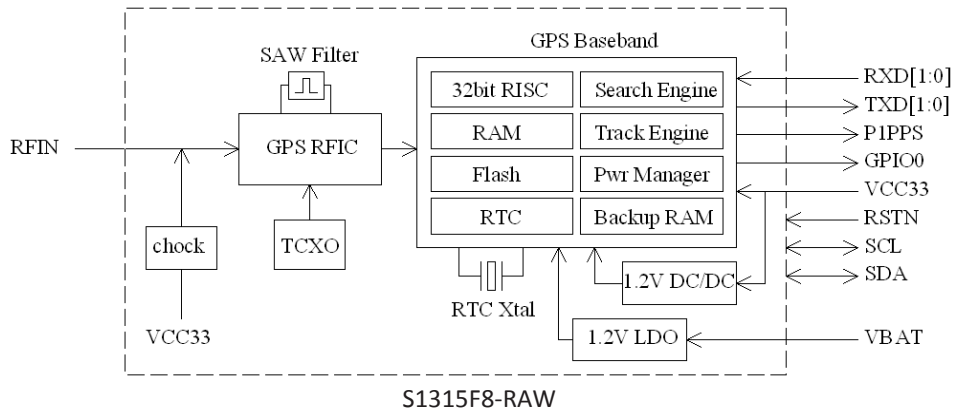 SAW Filter
GPS Baseband
32bit RISC
Search Engine
RXD[1:0]
TXD[1:0]
RFIN
GPS RFIC
RAM
Track Engine
P1PPS
GPIO0
Flash
Pwr Manager
VCC33
RTC
Backup RAM
RSTN
chock
TCXO
SCL
1.2V DC/DC
SDA
RTC Xtal
VCC33
1.2V LDO
VBAT
S1315F8-RAW